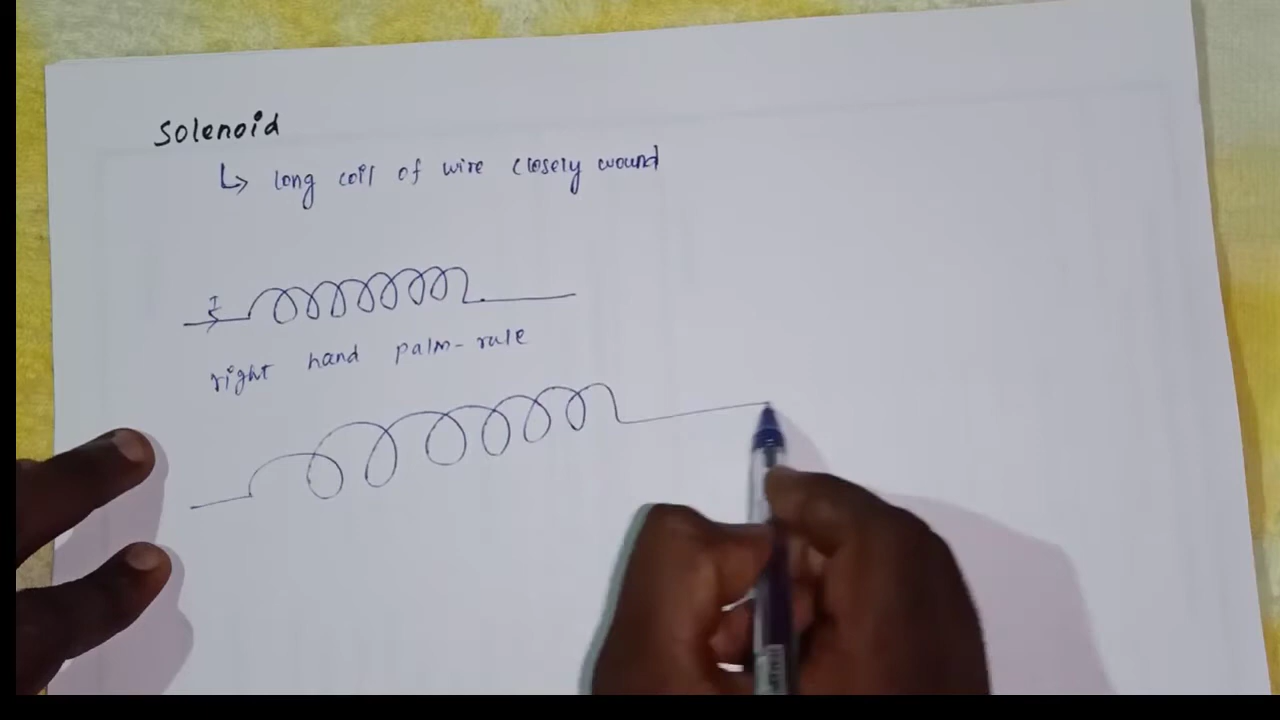 Solenoid
↳ long coil of wire closely wound
I
right hand palm-rule